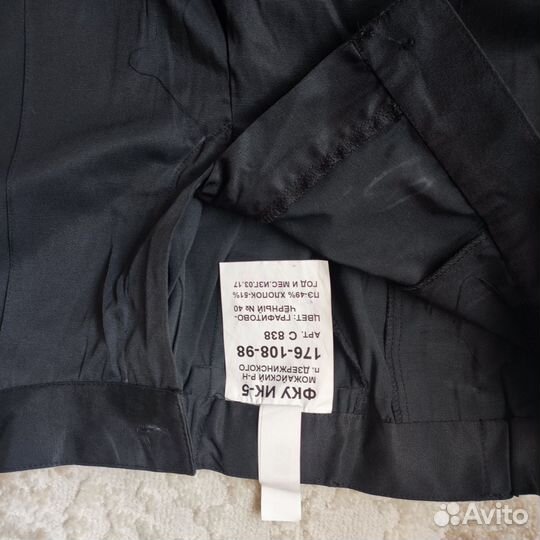 ФКУ ИК-5
МОЖАЙСКИЙ Р-Н
п. ДЗЕРЖИНСКОГО
176-108-98
АРТ. С 838
ЦВЕТ: ГРАФИТОВО-
ЧЁРНЫЙ № 40
ПЭ-49% ХЛОПОК-51%
ГОД И МЕС.ИЗГ.03.17
Avito